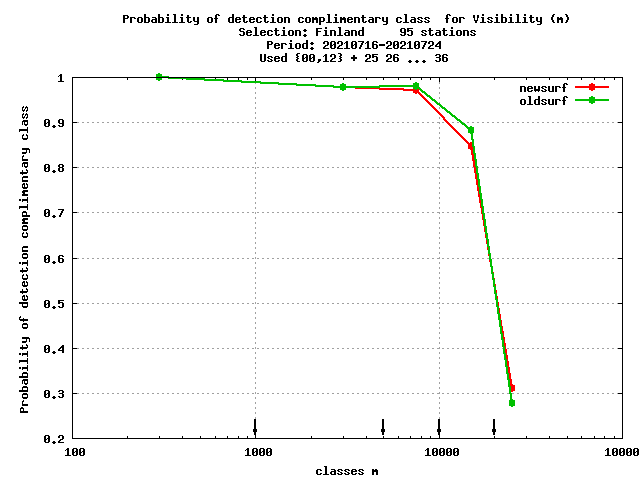 Probability of detection complimentary class  for Visibility (m)
Selection: Finland     95 stations
Period: 20210716-20210724
Used {00,12} + 25 26 ... 36
newsurf
oldsurf
Probability of detection complimentary class
1
0.9
0.8
0.7
0.6
0.5
0.4
0.3
0.2
100 1000 10000 10000
classes m